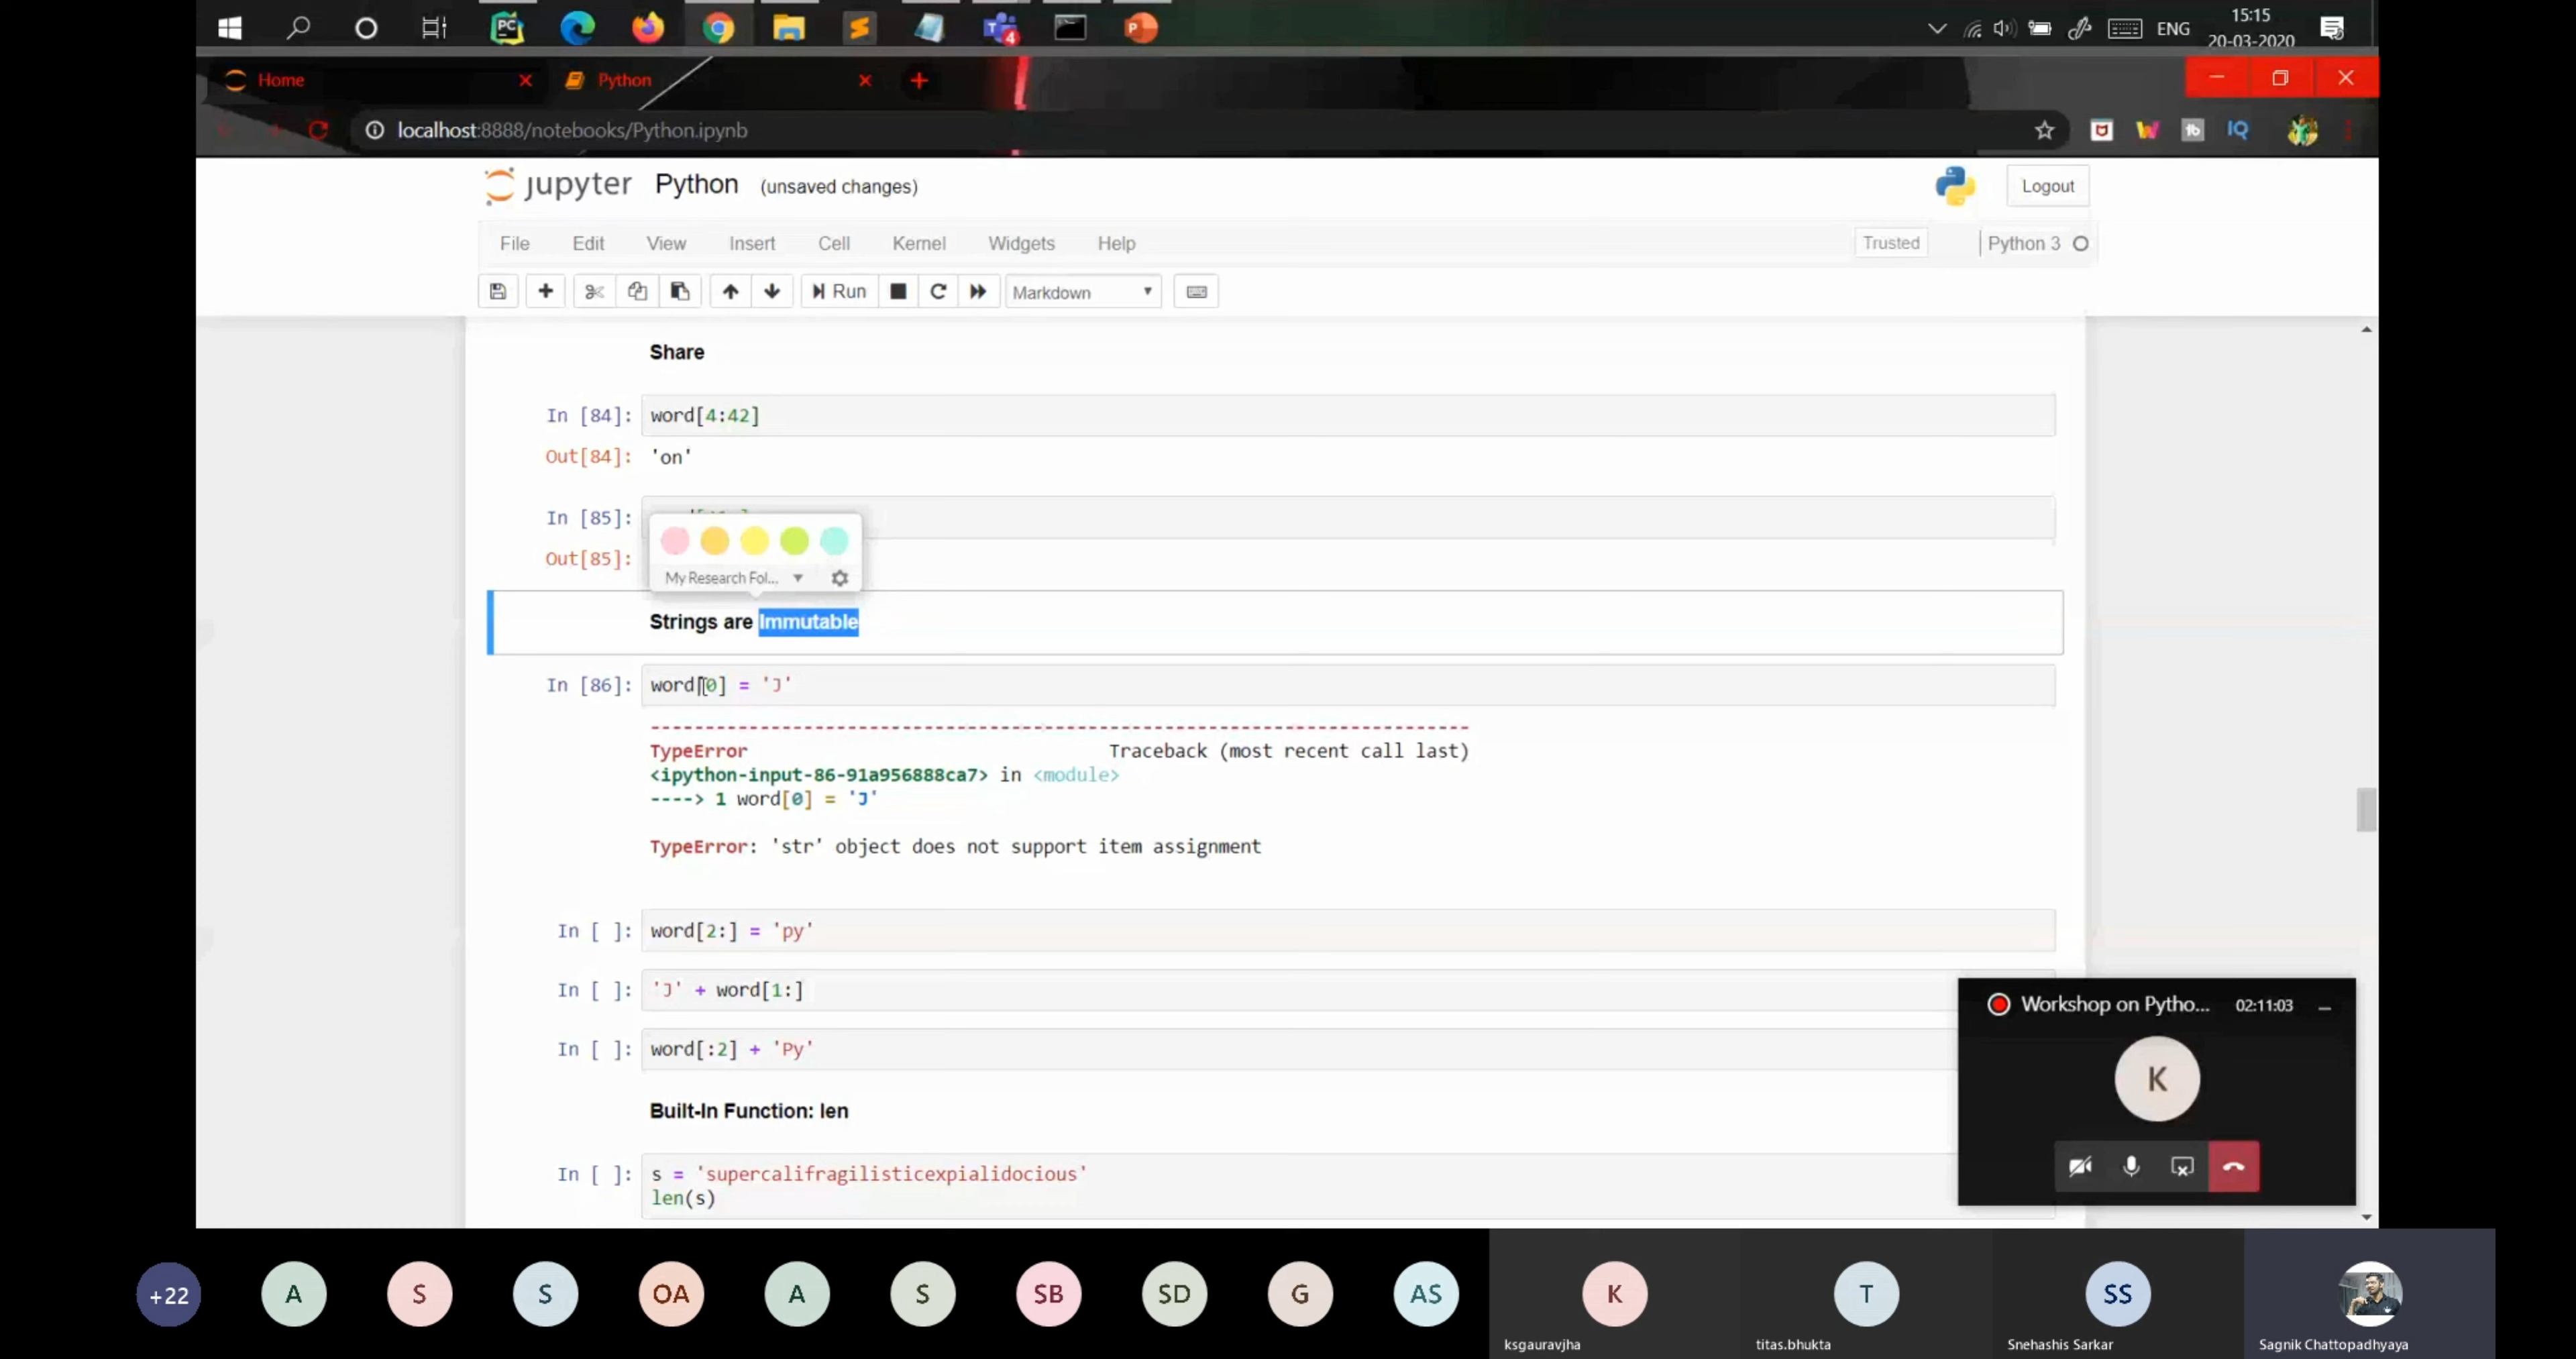 15:15
ENG
20-03-2020
4
Home
Python
localhost:8888/notebooks/Python.ipynb
IQ
jupyter Python (unsaved changes)
Logout
File Edit View Insert Cell Kernel Widgets Help
Trusted
Python 3
Run
Markdown
Share
In [84]: word[4:42]
Out[84]: 'on'
In [85]:
Out[85]:
My Research Fol...
Strings are Immutable
In [86]: word[0] = 'J'
---------------------------------------------------------------------------
TypeError Traceback (most recent call last)
<ipython-input-86-91a956888ca7> in <module>
----> 1 word[0] = 'J'
TypeError: 'str' object does not support item assignment
In [ ]: word[2:] = 'py'
In [ ]: 'J' + word[1:]
In [ ]: word[:2] + 'Py'
Built-In Function: len
In [ ]: s = 'supercalifragilisticexpialidocious'
len(s)
Workshop on Pytho... 02:11:03
K
+22 A S S OA A S SB SD G AS K T SS
ksgauravjha titas.bhukta Snehashis Sarkar Sagnik Chattopadhyaya